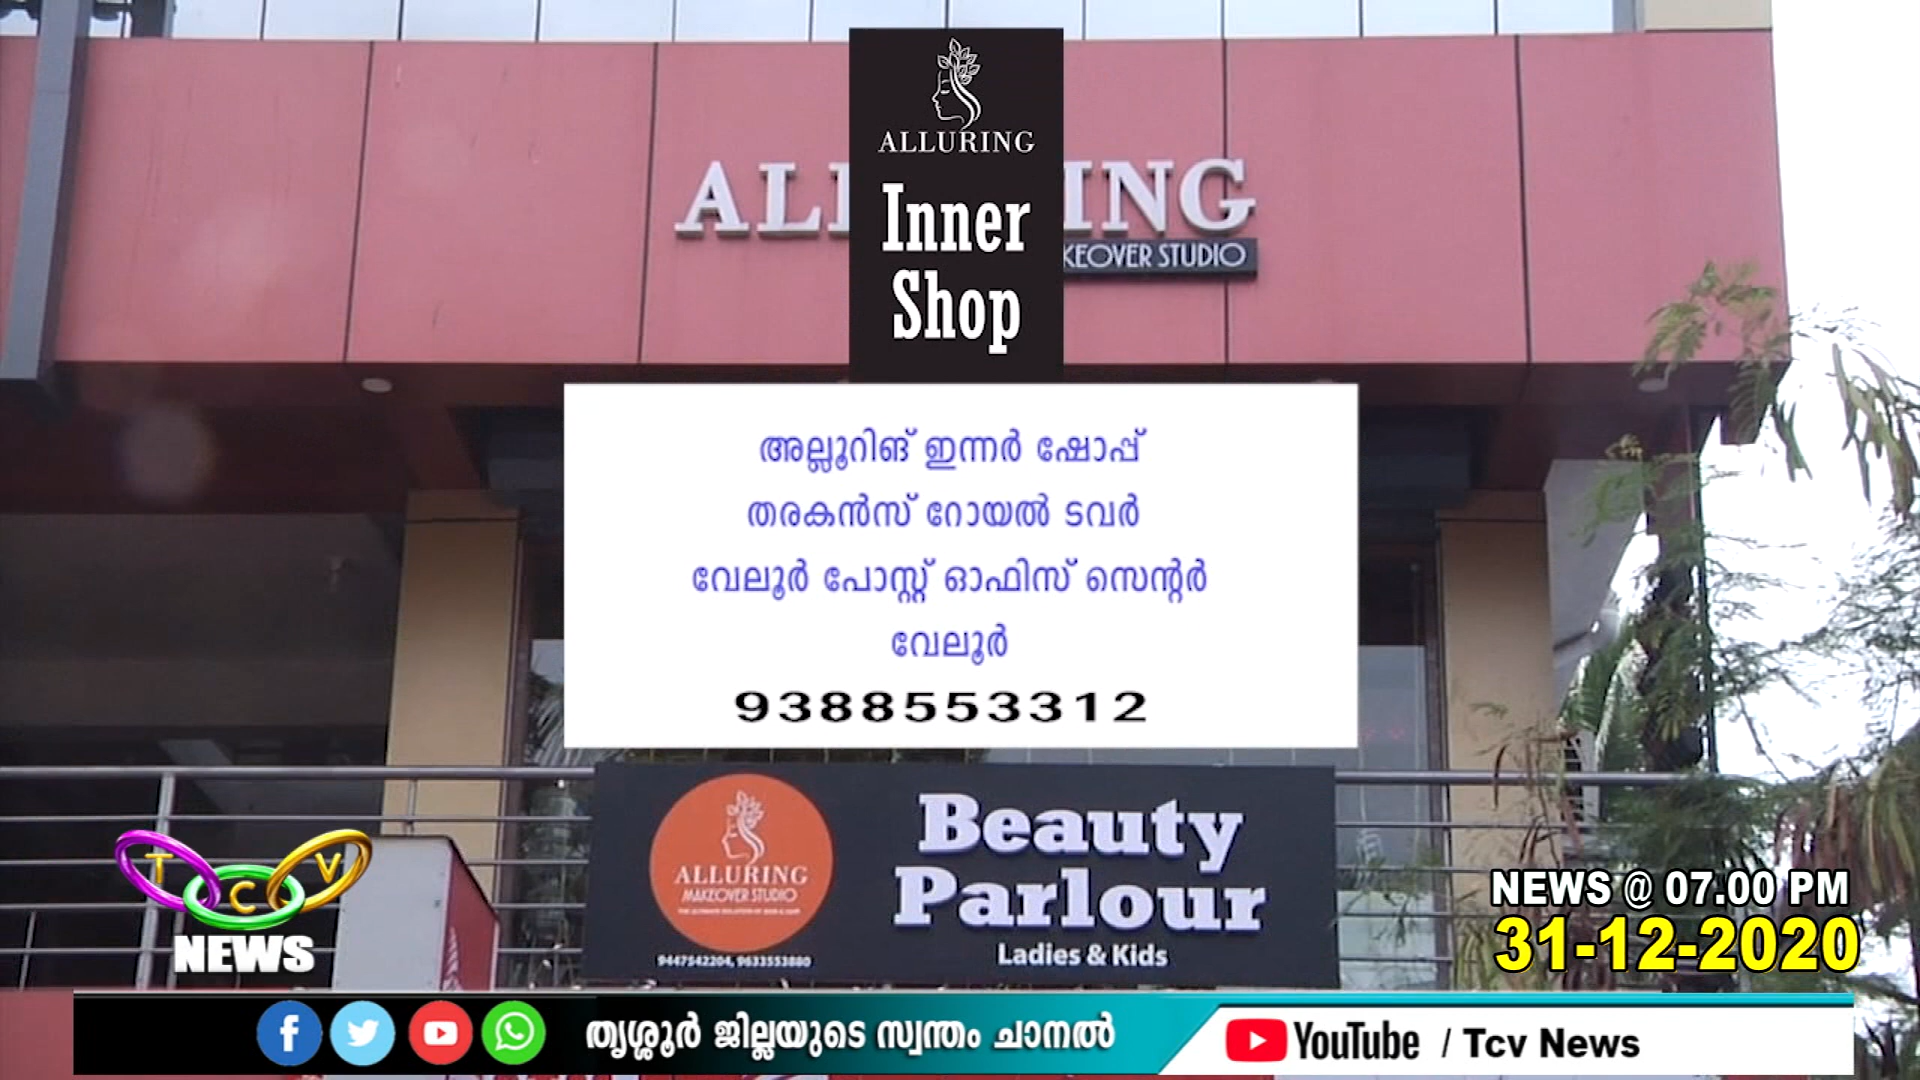 ALLURING
Inner
Shop
AL ING
KEOVER STUDIO
അല്ലൂറിങ് ഇന്നർ ഷോപ്പ്
തരകൻസ് റോയൽ ടവർ
വേലൂർ പോസ്റ്റ് ഓഫിസ് സെന്റർ
വേലൂർ
9388553312
ALLURING
MAKEOVER STUDIO
9447542204, 9633553880
Beauty
Parlour
Ladies & Kids
T C V
NEWS
NEWS @ 07.00 PM
31-12-2020
തൃശ്ശൂർ ജില്ലയുടെ സ്വന്തം ചാനൽ
YouTube / Tcv News